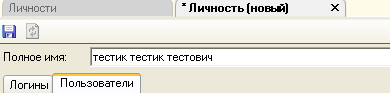 Личности * Личность (новый)
Полное имя: тестик тестик тестович
Логины Пользователи